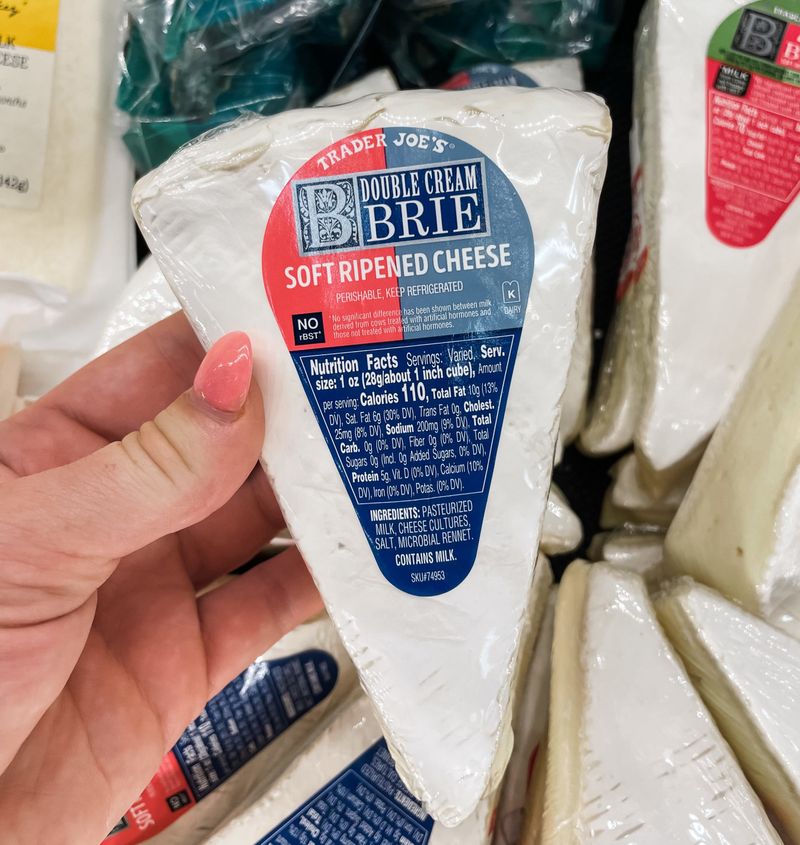 TRADER JOE'S®
B DOUBLE CREAM
BRIE
SOFT RIPENED CHEESE
PERISHABLE, KEEP REFRIGERATED
NO
rBST*
*No significant difference has been shown between milk
derived from cows treated with artificial hormones and
those not treated with artificial hormones.
K
DAIRY
Nutrition Facts Servings: Varied, Serv.
size: 1 oz (28g/about 1 inch cube), Amount
per serving: Calories 110, Total Fat 10g (13%
DV), Sat. Fat 6g (30% DV), Trans Fat 0g, Cholest.
25mg (8% DV), Sodium 200mg (9% DV), Total
Carb. 0g (0% DV), Fiber 0g (0% DV), Total
Sugars 0g (Incl. 0g Added Sugars, 0% DV),
Protein 5g, Vit. D (0% DV), Calcium (10%
DV), Iron (0% DV), Potas. (0% DV).
INGREDIENTS: PASTEURIZED
MILK, CHEESE CULTURES,
SALT, MICROBIAL RENNET.
CONTAINS MILK.
SKU#74953
B
Nutrition Facts
SOFT
NO